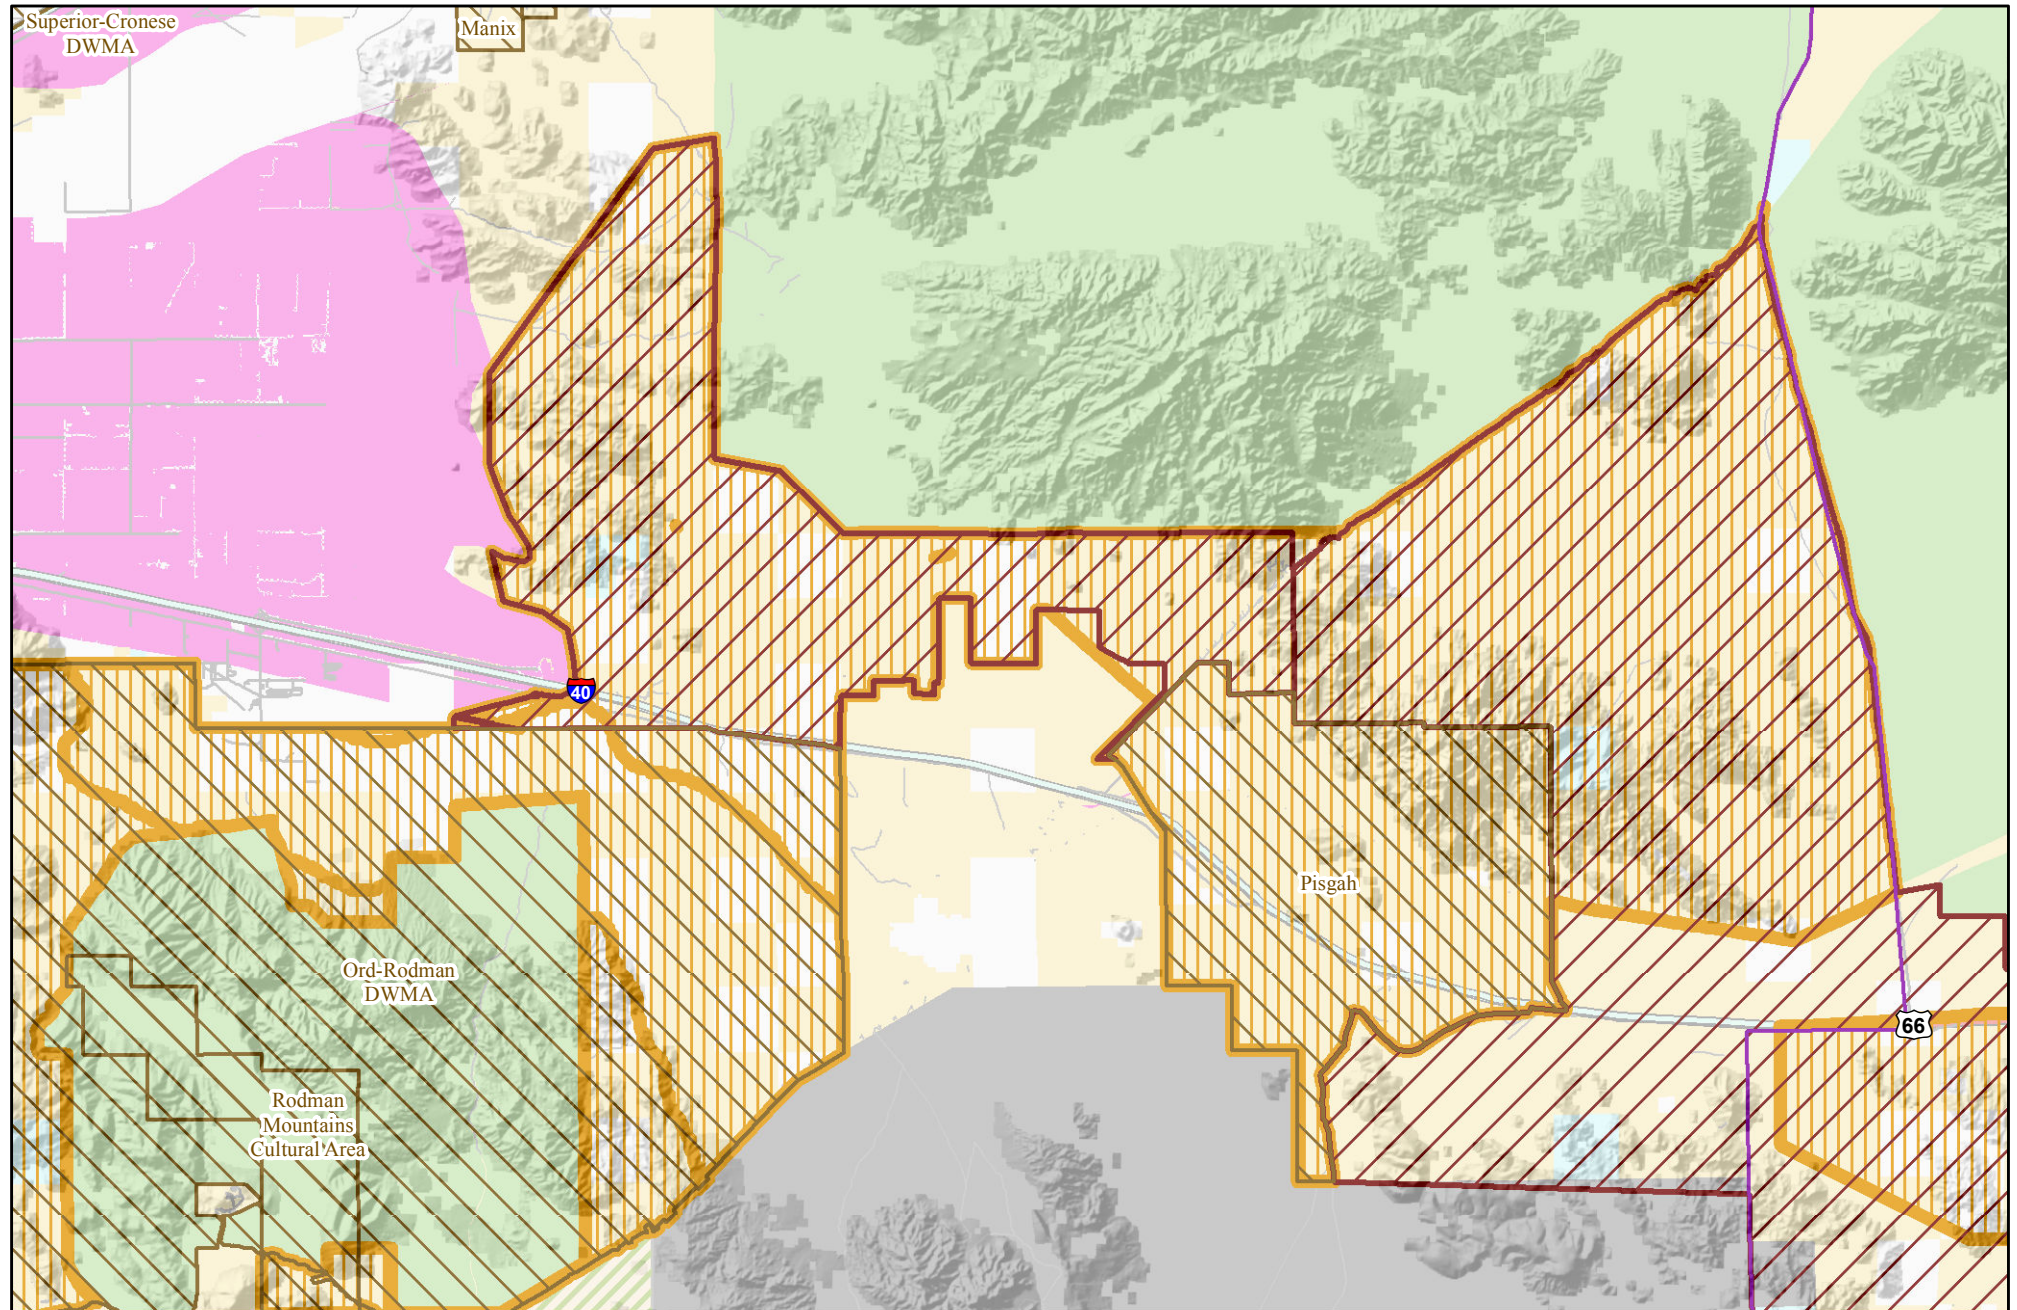 Superior-Cronese
DWMA
Manix
40
Pisgah
Ord-Rodman
DWMA
66
Rodman
Mountains
Cultural Area